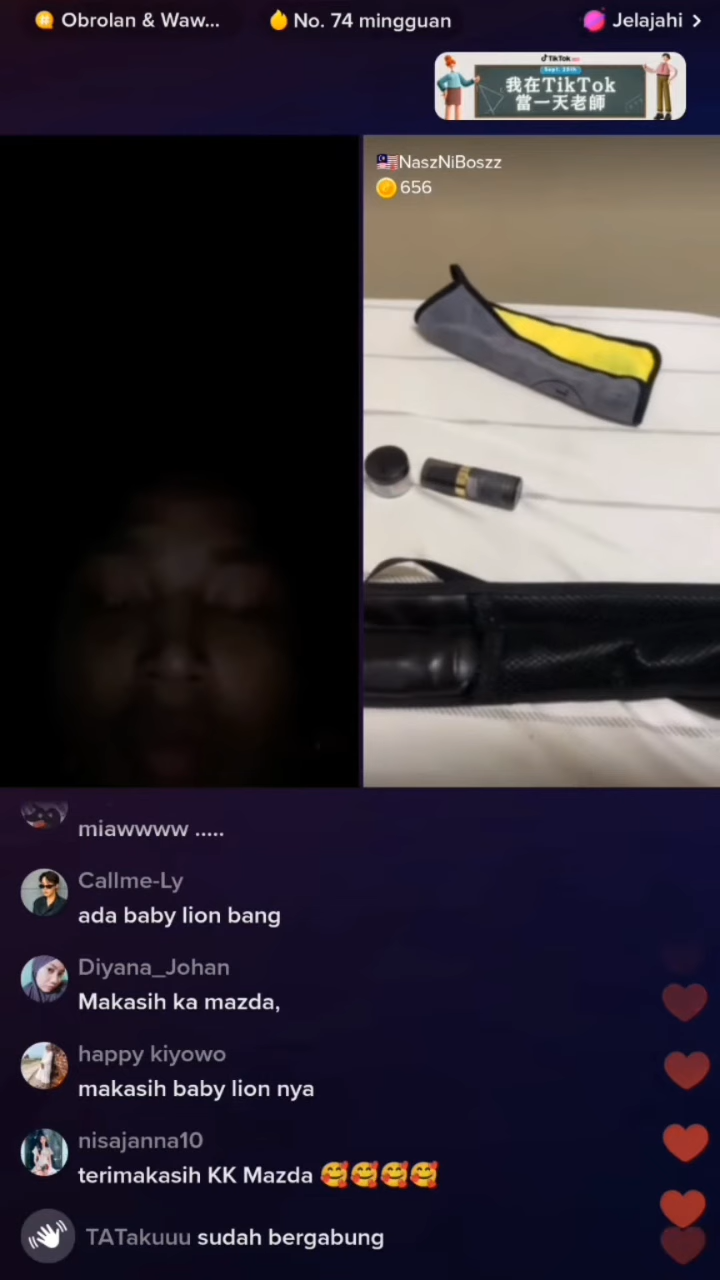 Obrolan & Waw...
No. 74 mingguan
Jelajahi >
TikTok
Sept. 28th
我在TikTok
當一天老師
🇲🇾NaszNiBoszz
656
miawwww .....
Callme-Ly
ada baby lion bang
Diyana_Johan
Makasih ka mazda,
happy kiyowo
makasih baby lion nya
nisajanna10
terimakasih KK Mazda 🥰🥰🥰🥰
TATakuuu sudah bergabung